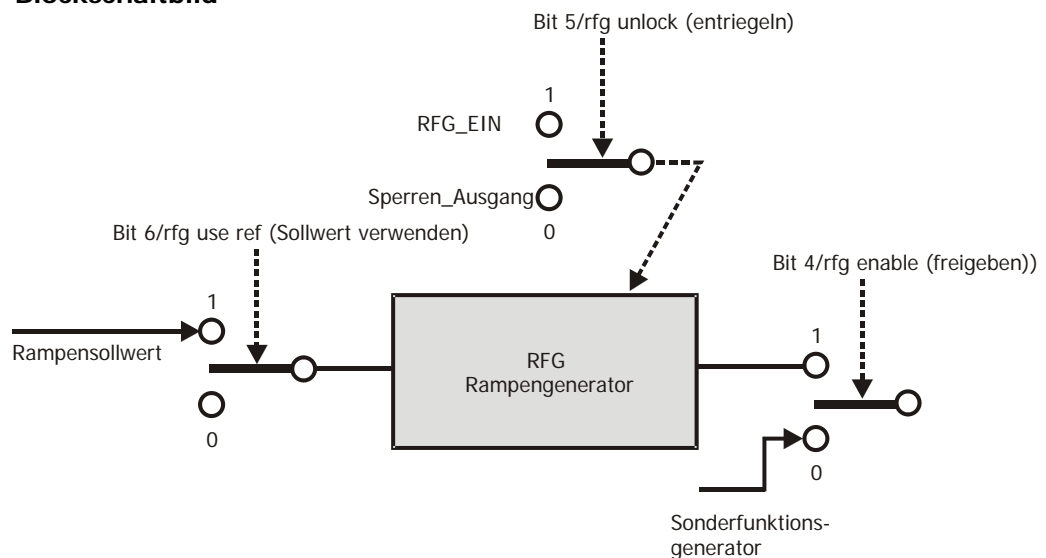 Blockschaltbild
Bit 5/rfg unlock (entriegeln)
1
RFG_EIN
Sperren_Ausgang
0
Bit 6/rfg use ref (Sollwert verwenden)
Bit 4/rfg enable (freigeben))
1
Rampensollwert
0
RFG
Rampengenerator
1
0
Sonderfunktions-
generator